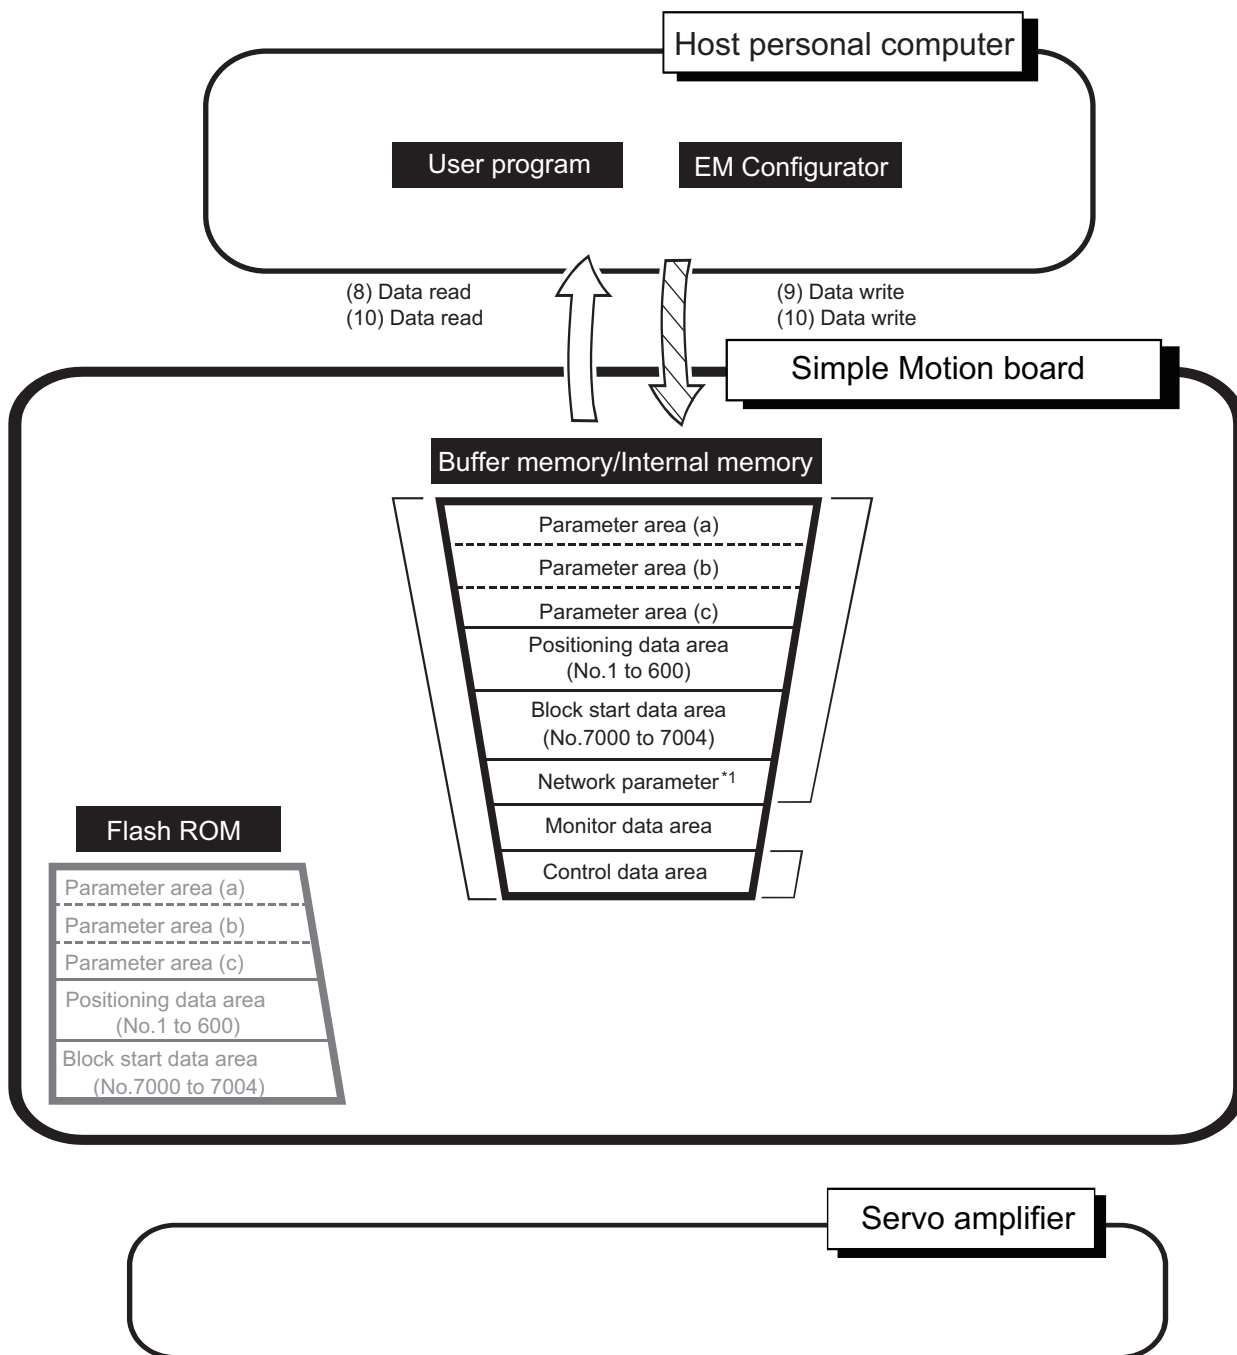 Host personal computer
User program
EM Configurator
(8) Data read
(10) Data read
(9) Data write
(10) Data write
Simple Motion board
Buffer memory/Internal memory
Parameter area (a)
Parameter area (b)
Parameter area (c)
Positioning data area
(No.1 to 600)
Block start data area
(No.7000 to 7004)
Network parameter*1
Monitor data area
Control data area
Flash ROM
Parameter area (a)
Parameter area (b)
Parameter area (c)
Positioning data area
(No.1 to 600)
Block start data area
(No.7000 to 7004)
Servo amplifier